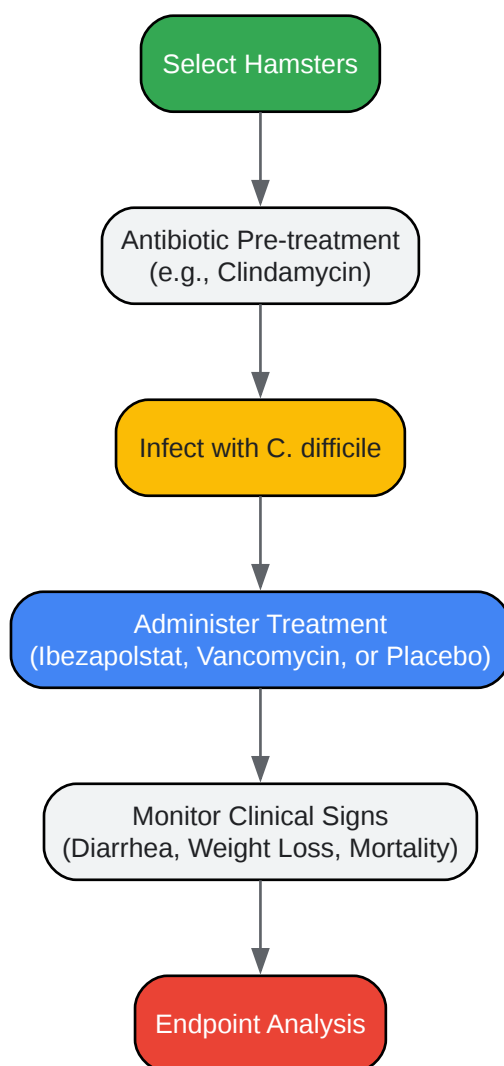 Select Hamsters
Antibiotic Pre-treatment
(e.g., Clindamycin)
Infect with C. difficile
Administer Treatment
(Ibezapolstat, Vancomycin, or Placebo)
Monitor Clinical Signs
(Diarrhea, Weight Loss, Mortality)
Endpoint Analysis